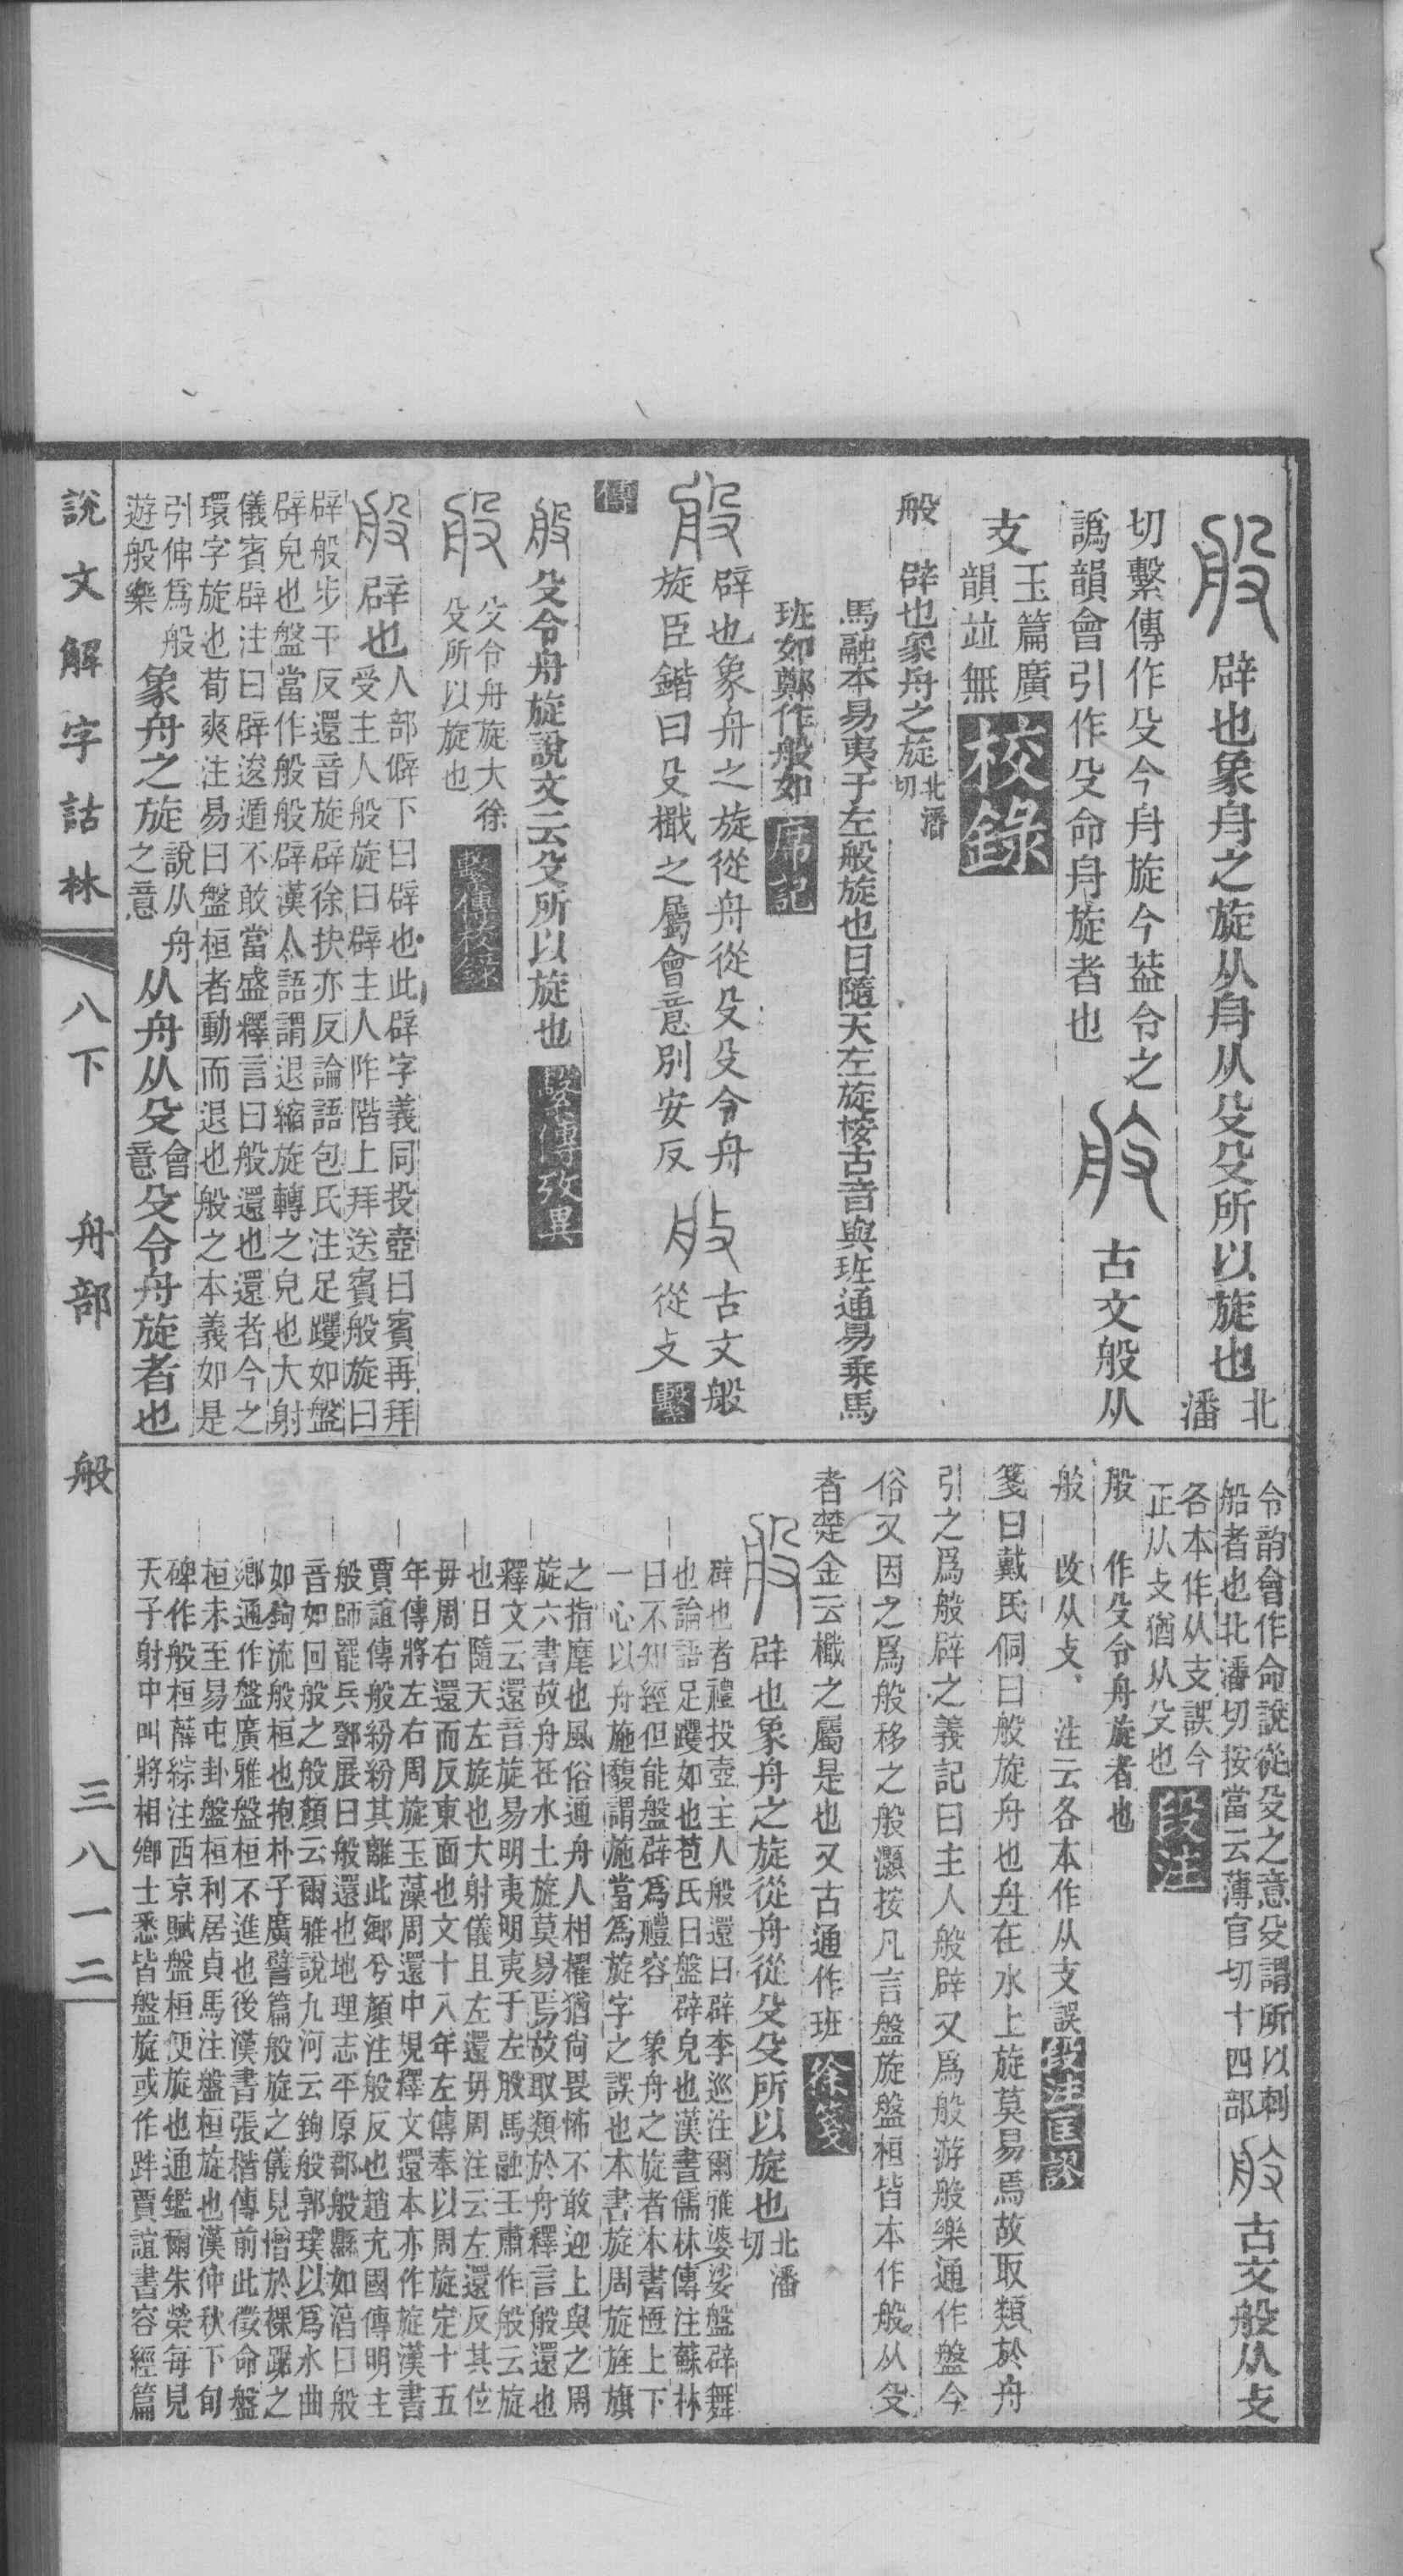 辟也象舟之旋从舟从殳殳所以旋也北潘
切繫傳作殳今舟旋今葢令之
譌韻會引作殳命舟旋者也
古文般从
支玉篇廣韻竝無
校錄
般 辟也象舟之旋北潘切
馬融本易夷于左般旋也日隨天左旋按古音與班通易乘馬
班如鄭作般如席記
辟也象舟之旋從舟從殳殳令舟
旋臣鍇曰殳檝之屬會意別安反
古文般
從攴繫
傳
般殳令舟旋說文云殳所以旋也繫傳攷異
殳令舟旋大徐
殳所以旋也繫傳校錄
辟也人部僻下曰辟也此辟字義同投壺曰賓再拜
受主人般旋曰辟主人阼階上拜送賓般旋曰
辟般步干反還音旋辟徐扶亦反論語包氏注足躩如盤
辟皃也盤當作般般辟漢人語謂退縮旋轉之皃也大射
儀賓辟注曰辟逡遁不敢當盛釋言曰般還也還者今之
環字旋也荀爽注易曰盤桓者動而退也般之本義如是
引伸爲般
遊般樂
象舟之旋說从舟之意从舟从殳會意殳令舟旋者也
令韵會作命說從殳之意殳謂所以刺
船者也北潘切按當云薄官切十四部
古文般从攴
各本作从支誤今
正从攴猶从殳也段注
般 作殳令舟旋者也
般 改从攴 注云各本作从支誤段注匡謬
箋曰戴氏侗曰般旋舟也舟在水上旋莫易焉故取類於舟
引之爲般辟之義記曰主人般辟又爲般游般樂通作盤今
俗又因之爲般移之般灝按凡言盤旋盤桓皆本作般从殳
者楚金云檝之屬是也又古通作班徐箋
辟也象舟之旋從舟從殳殳所以旋也北潘切
辟也者禮投壺主人般還曰辟李巡注爾雅婆娑盤辟舞
也論語足躩如也苞氏曰盤辟皃也漢書儒林傳注蘇林
曰不知經但能盤辟爲禮容 象舟之旋者本書㥛上下
一心以舟施䮛謂施當爲旋字之誤也本書旋周旋旌旗
之指麾也風俗通舟人相櫂猶尙畏怖不敢迎上與之周
旋六書故舟在水土旋莫易焉故取類於舟釋言般還也
釋文云還音旋易明夷明夷于左股馬融王肅作般云旋
也日隨天左旋也大射儀且左還毋周注云左還反其位
毋周右還而反東面也文十八年左傳奉以周旋定十五
年傳將左右周旋玉藻周還中規釋文還本亦作旋漢書
賈誼傳般紛紛其離此郵兮顏注般反也趙充國傳明主
般師罷兵鄧展曰般還也地理志平原郡般縣如淳曰般
音如回般之般顏云爾雅說九河云鉤般郭璞以爲水曲
如鉤流般桓也抱朴子廣譬篇般旋之儀見憎於裸踞之
鄉通作盤廣雅盤桓不進也後漢書張楷傳前此徵命盤
桓未至易屯卦盤桓利居貞馬注盤桓旋也漢仲秋下旬
碑作般桓薛綜注西京賦盤桓便旋也通鑑爾朱榮每見
天子射中叫將相鄉士悉皆盤旋或作跘賈誼書容經篇
說文解字詁林 八下 舟部 般 三八一二